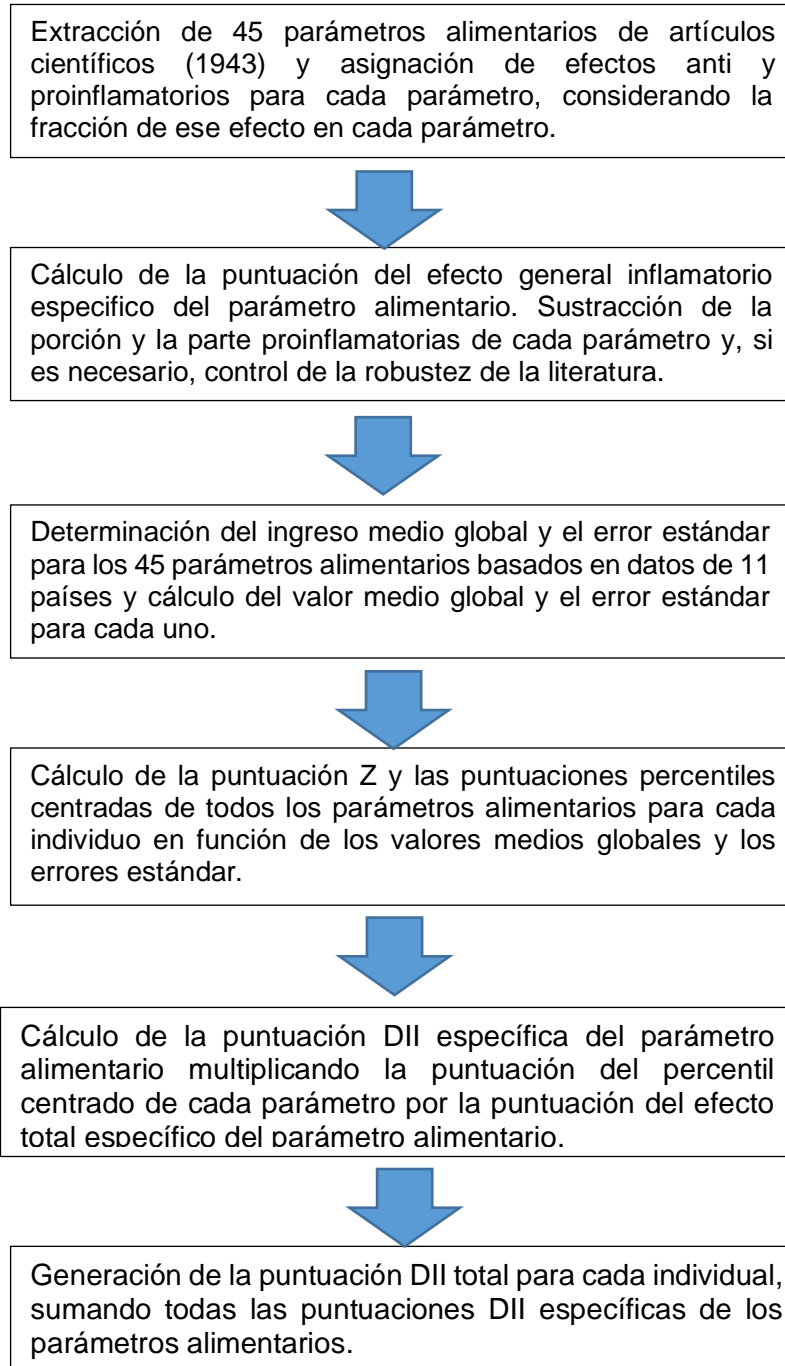 Extracción de 45 parámetros alimentarios de artículos
científicos (1943) y asignación de efectos anti y
proinflamatorios para cada parámetro, considerando la
fracción de ese efecto en cada parámetro.
Cálculo de la puntuación del efecto general inflamatorio
especifico del parámetro alimentario. Sustracción de la
porción y la parte proinflamatorias de cada parámetro y, si
es necesario, control de la robustez de la literatura.
Determinación del ingreso medio global y el error estándar
para los 45 parámetros alimentarios basados en datos de 11
países y cálculo del valor medio global y el error estándar
para cada uno.
Cálculo de la puntuación Z y las puntuaciones percentiles
centradas de todos los parámetros alimentarios para cada
individuo en función de los valores medios globales y los
errores estándar.
Cálculo de la puntuación DII específica del parámetro
alimentario multiplicando la puntuación del percentil
centrado de cada parámetro por la puntuación del efecto
total específico del parámetro alimentario.
Generación de la puntuación DII total para cada individual,
sumando todas las puntuaciones DII específicas de los
parámetros alimentarios.